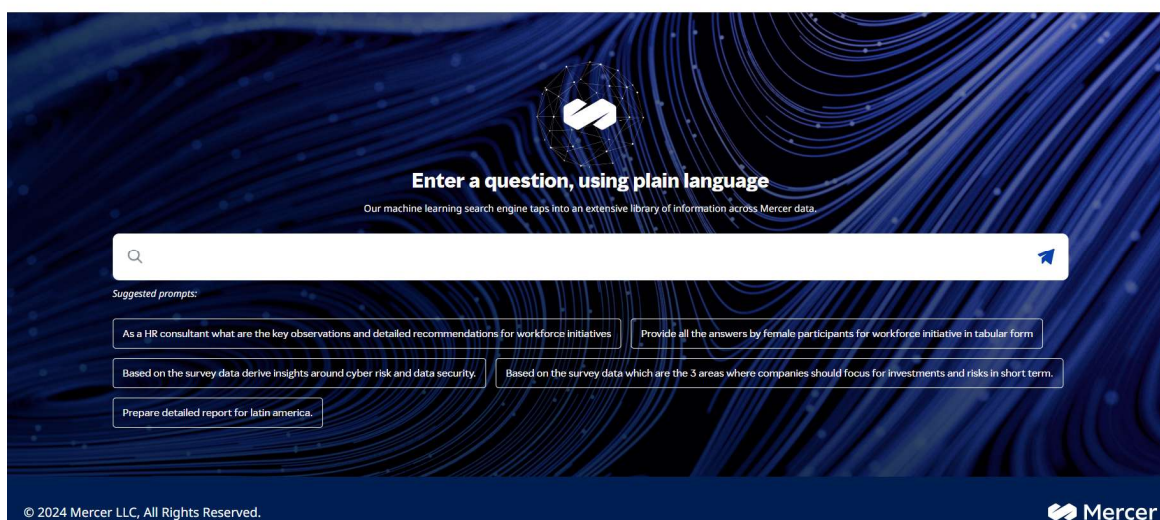 Enter a question, using plain language
Our machine learning search engine taps into an extensive library of information across Mercer data.
Suggested prompts:
As a HR consultant what are the key observations and detailed recommendations for workforce initiatives
Provide all the answers by female participants for workforce initiative in tabular form
Based on the survey data derive insights around cyber risk and data security.
Based on the survey data which are the 3 areas where companies should focus for investments and risks in short term.
Prepare detailed report for latin america.
© 2024 Mercer LLC, All Rights Reserved.
Mercer